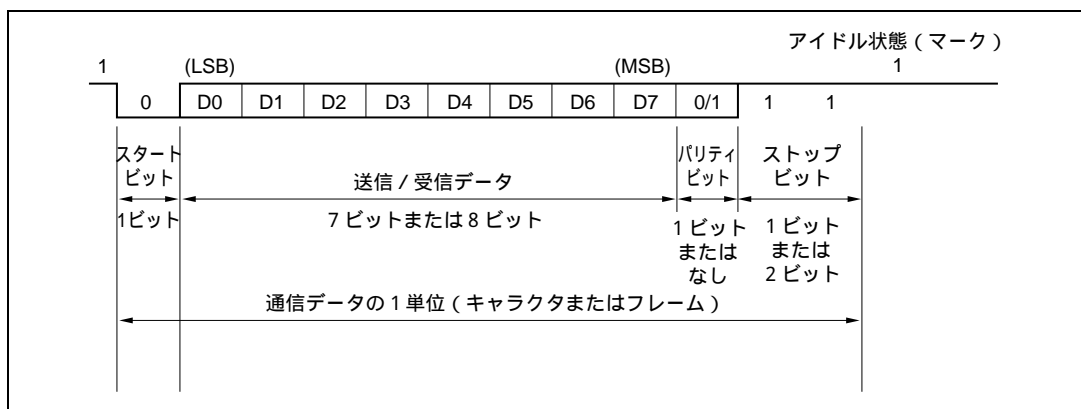 アイドル状態（マーク）
1 (LSB) (MSB) 1
0 D0 D1 D2 D3 D4 D5 D6 D7 0/1 1 1
スタート
ビット
送信／受信データ
パリティ
ビット
ストップ
ビット
1ビット
7ビットまたは8ビット
1ビット
または
なし
1ビット
または
2ビット
通信データの1単位（キャラクタまたはフレーム）